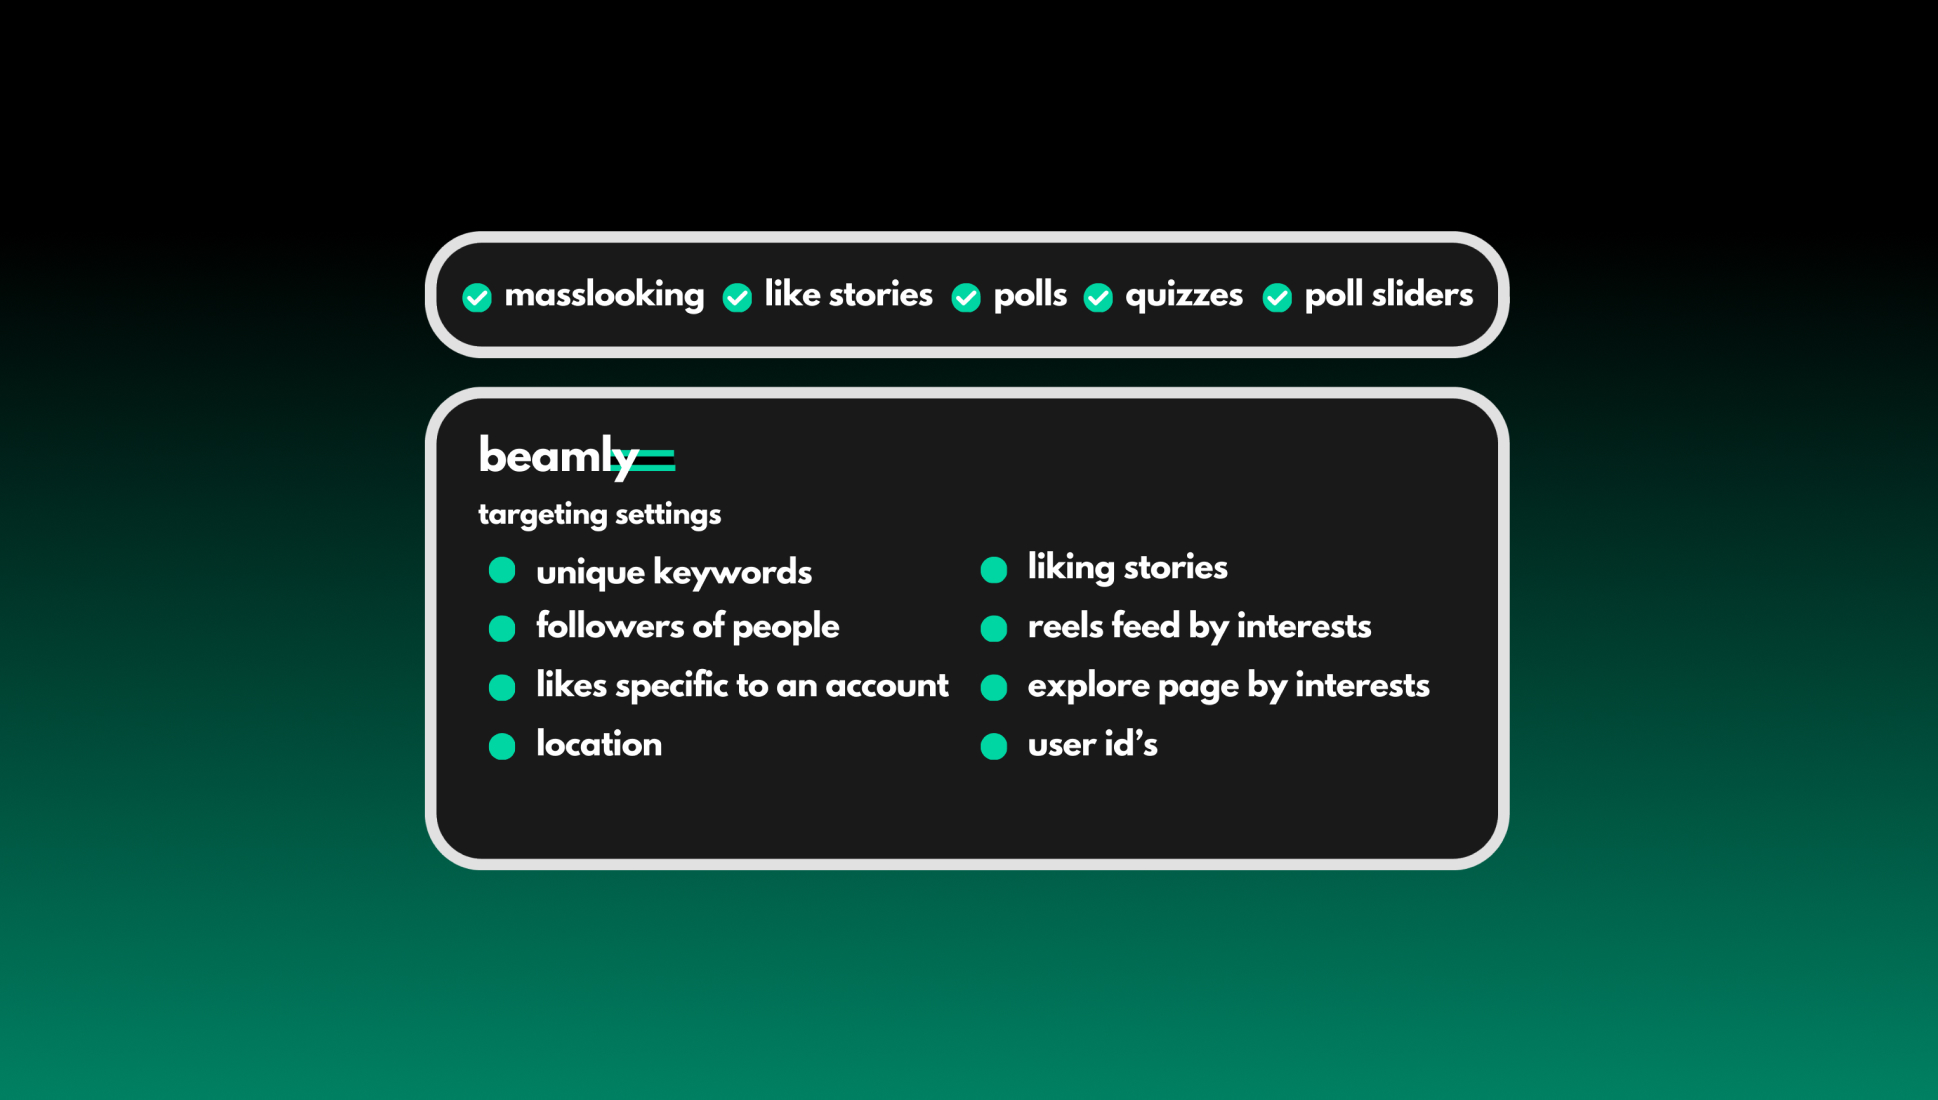 masslooking like stories polls quizzes poll sliders
beamly
targeting settings
unique keywords
followers of people
likes specific to an account
location
liking stories
reels feed by interests
explore page by interests
user id’s